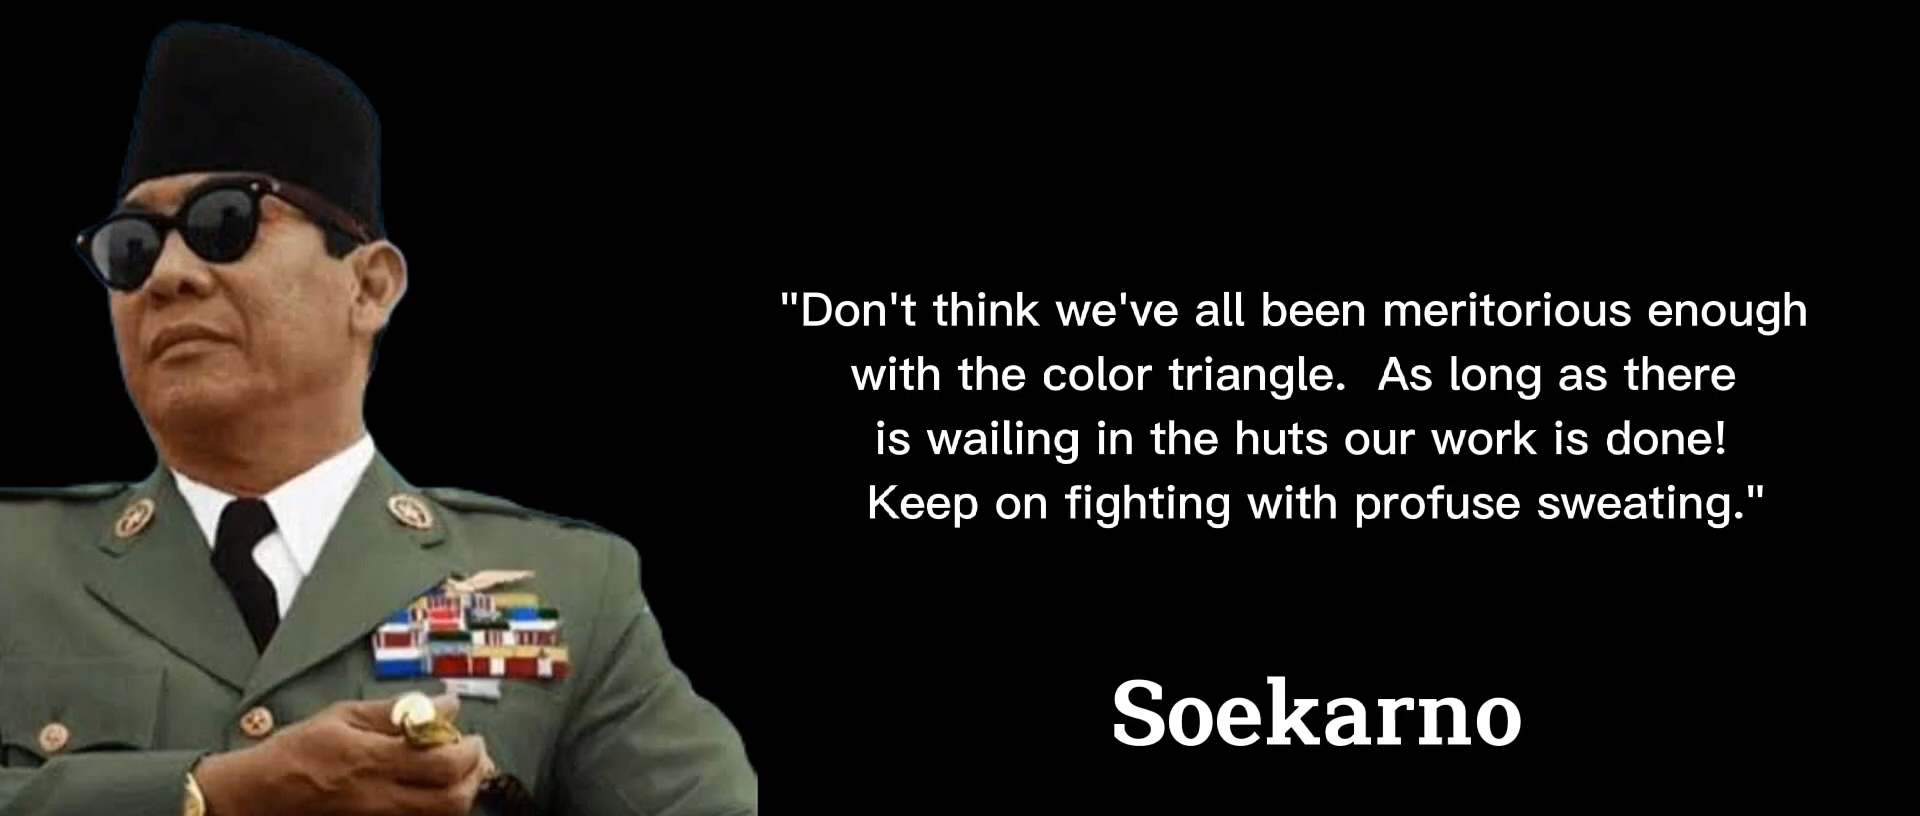 "Don't think we've all been meritorious enough
with the color triangle.  As long as there
is wailing in the huts our work is done!
Keep on fighting with profuse sweating."
Soekarno